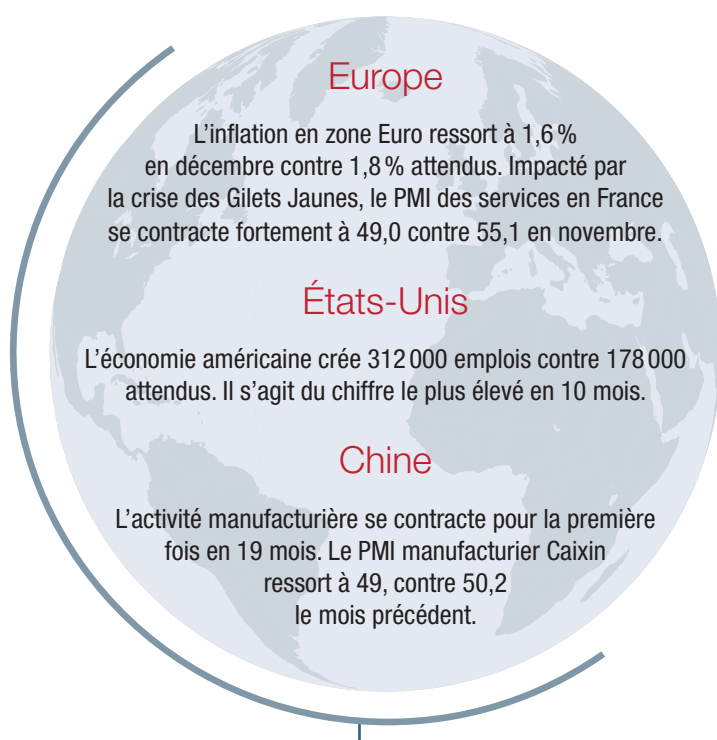 Europe
L’inflation en zone Euro ressort à 1,6 %
en décembre contre 1,8 % attendus. Impacté par
la crise des Gilets Jaunes, le PMI des services en France
se contracte fortement à 49,0 contre 55,1 en novembre.
États-Unis
L’économie américaine crée 312 000 emplois contre 178 000
attendus. Il s’agit du chiffre le plus élevé en 10 mois.
Chine
L’activité manufacturière se contracte pour la première
fois en 19 mois. Le PMI manufacturier Caixin
ressort à 49, contre 50,2
le mois précédent.